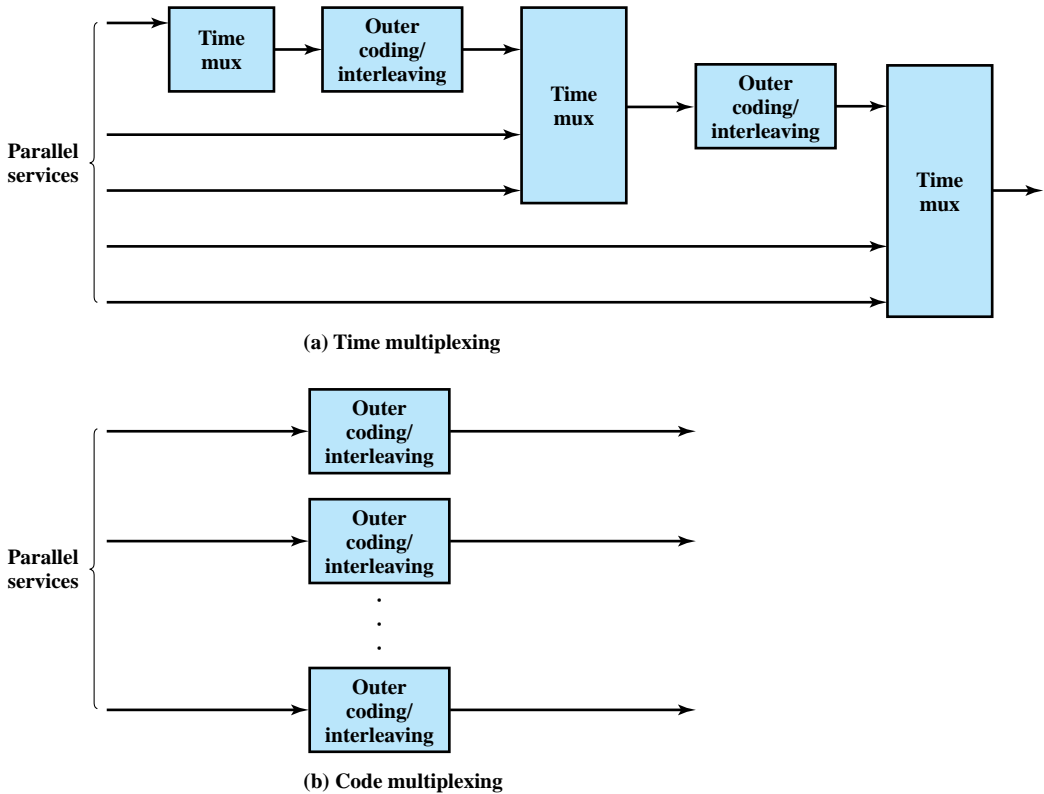 Time
mux
Outer
coding/
interleaving
Time
mux
Outer
coding/
interleaving
Time
mux
Parallel
services
(a) Time multiplexing
Outer
coding/
interleaving
Outer
coding/
interleaving
Parallel
services
.
.
.
Outer
coding/
interleaving
(b) Code multiplexing